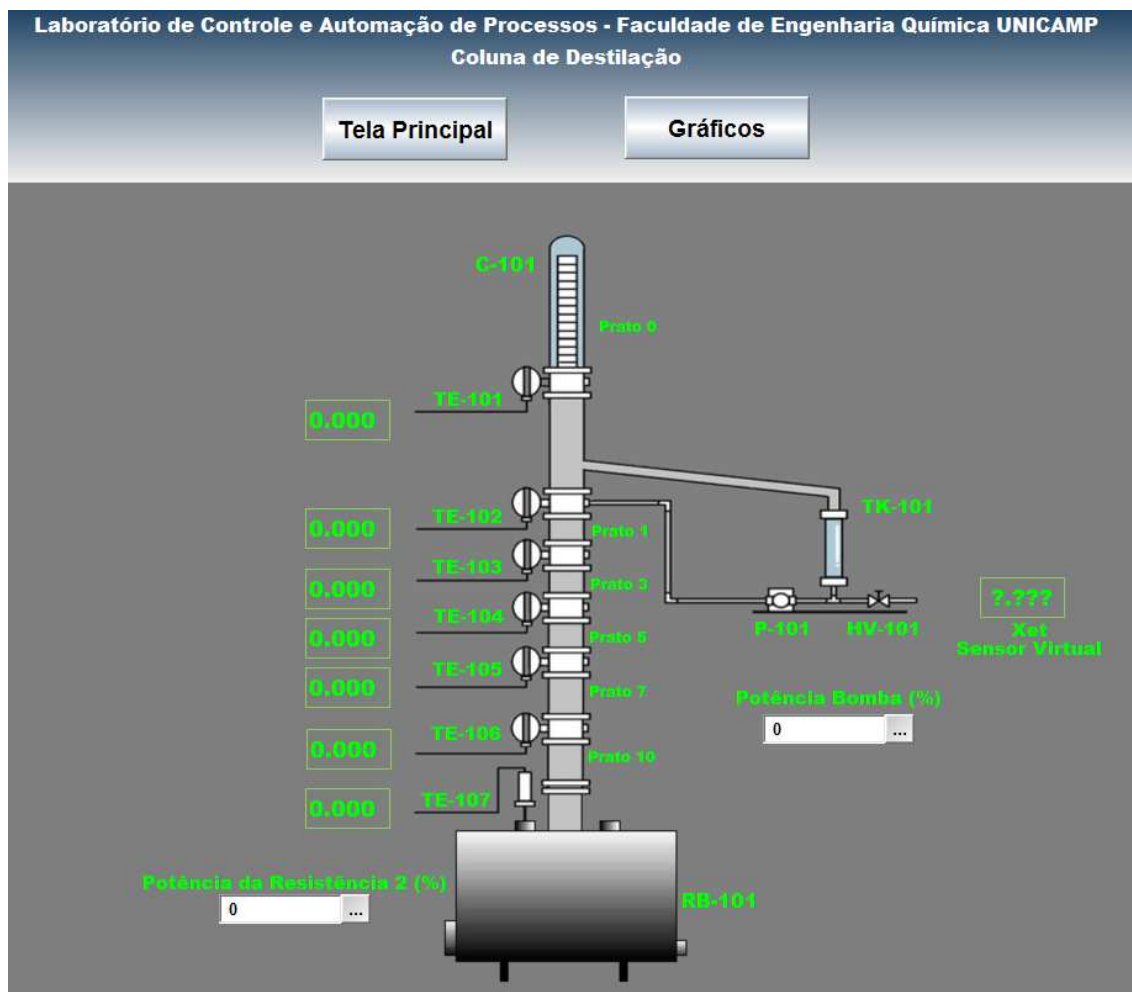 Laboratório de Controle e Automação de Processos - Faculdade de Engenharia Química UNICAMP
Coluna de Destilação
Tela Principal
Gráficos
C-101
Prato 0
TE-101
0.000
TE-102
TK-101
0.000
Prato 1
TE-103
Prato 3
0.000
?.???
TE-104
P-101
HV-101
Xet
0.000
Prato 5
Sensor Virtual
TE-105
0.000
Prato 7
Potência Bomba (%)
TE-106
0
...
0.000
Prato 10
TE-107
0.000
Potência da Resistência 2 (%)
0
...
RB-101